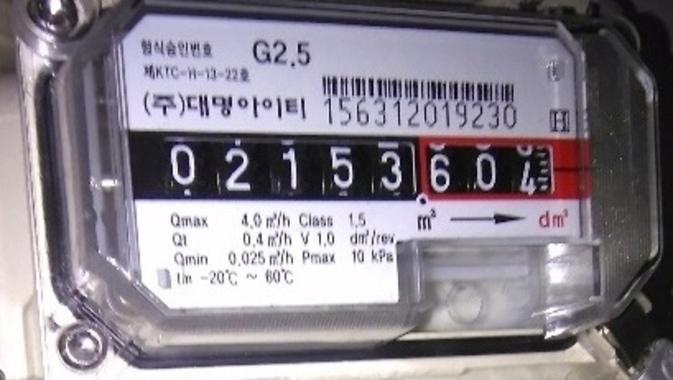 형식승인번호 G2.5
제KTC-H-13-22호
(주)대명아이티 156312019230
H
02153604
m³ dm³
Qmax 4.0 m³/h Class 1.5
Qt 0.4 m³/h V 1.0 dm³/rev
Qmin 0.025 m³/h Pmax 10 kPa
tm -20℃ ~ 60℃